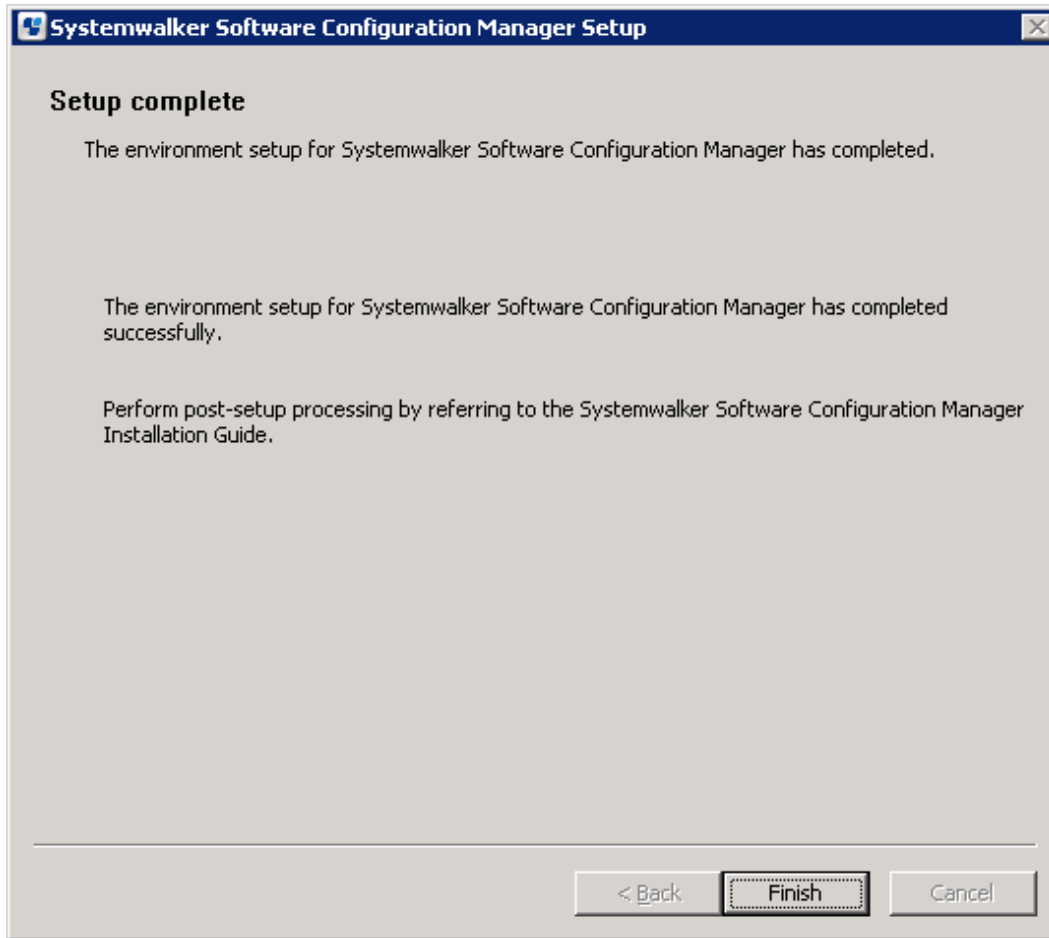 Systemwalker Software Configuration Manager Setup
Setup complete
The environment setup for Systemwalker Software Configuration Manager has completed.
The environment setup for Systemwalker Software Configuration Manager has completed
successfully.
Perform post-setup processing by referring to the Systemwalker Software Configuration Manager
Installation Guide.
< Back Finish Cancel